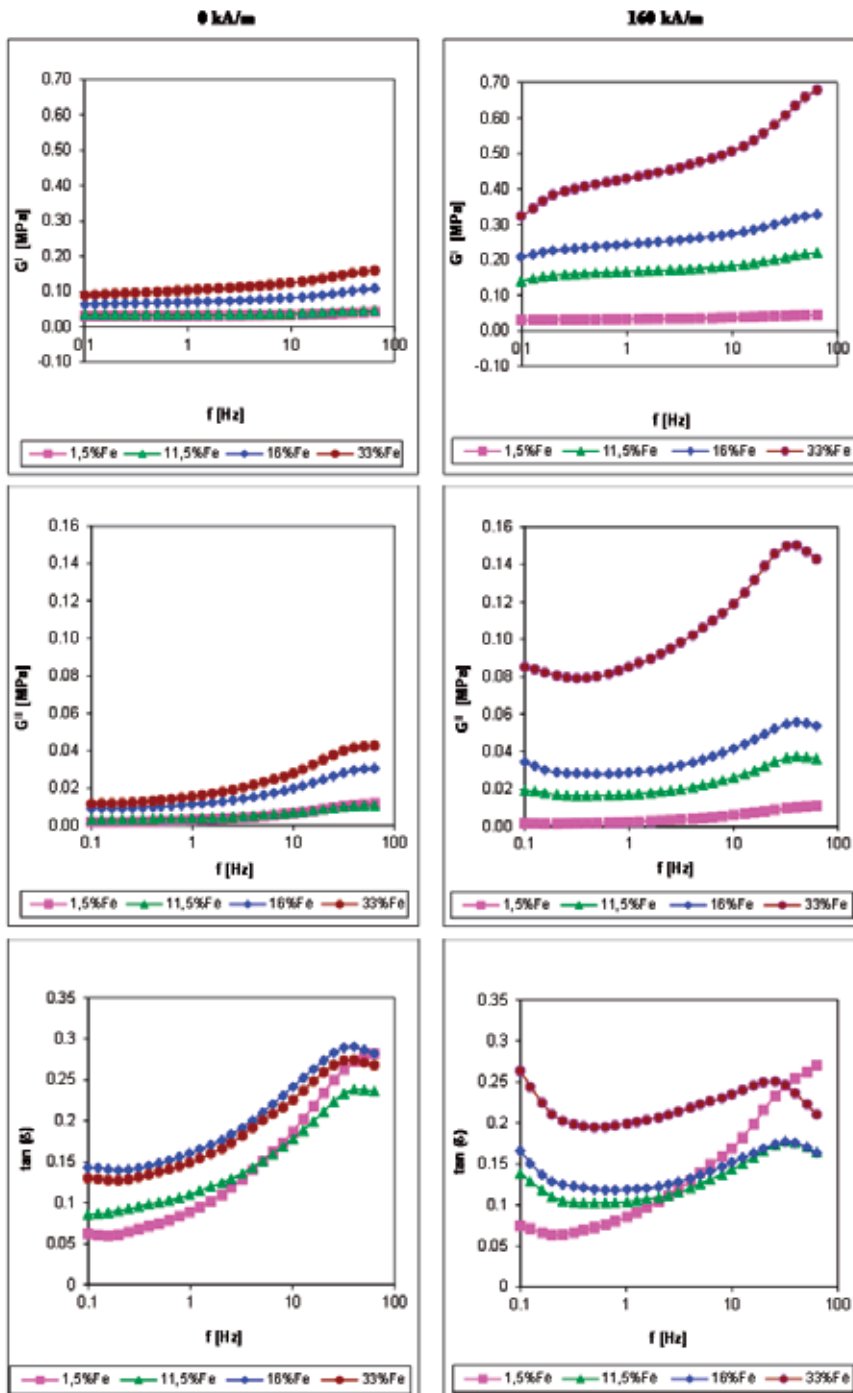 0 kA/m
160 kA/m
0.70
0.60
0.50
0.40
0.30
0.20
0.10
0.00
-0.10
G^I [MPa]
0.1 1 10 100
f [Hz]
1,5%Fe 11,5%Fe 16%Fe 33%Fe
0.70
0.60
0.50
0.40
0.30
0.20
0.10
0.00
-0.10
G^I [MPa]
0.1 1 10 100
f [Hz]
1,5%Fe 11,5%Fe 16%Fe 33%Fe
0.16
0.14
0.12
0.10
0.08
0.06
0.04
0.02
0.00
G^II [MPa]
0.1 1 10 100
f [Hz]
1,5%Fe 11,5%Fe 16%Fe 33%Fe
0.16
0.14
0.12
0.10
0.08
0.06
0.04
0.02
0.00
G^II [MPa]
0.1 1 10 100
f [Hz]
1,5%Fe 11,5%Fe 16%Fe 33%Fe
0.35
0.3
0.25
0.2
0.15
0.1
0.05
0
tan (δ)
0.1 1 10 100
f [Hz]
1,5%Fe 11,5%Fe 16%Fe 33%Fe
0.35
0.3
0.25
0.2
0.15
0.1
0.05
0
tan (δ)
0.1 1 10 100
f [Hz]
1,5%Fe 11,5%Fe 16%Fe 33%Fe